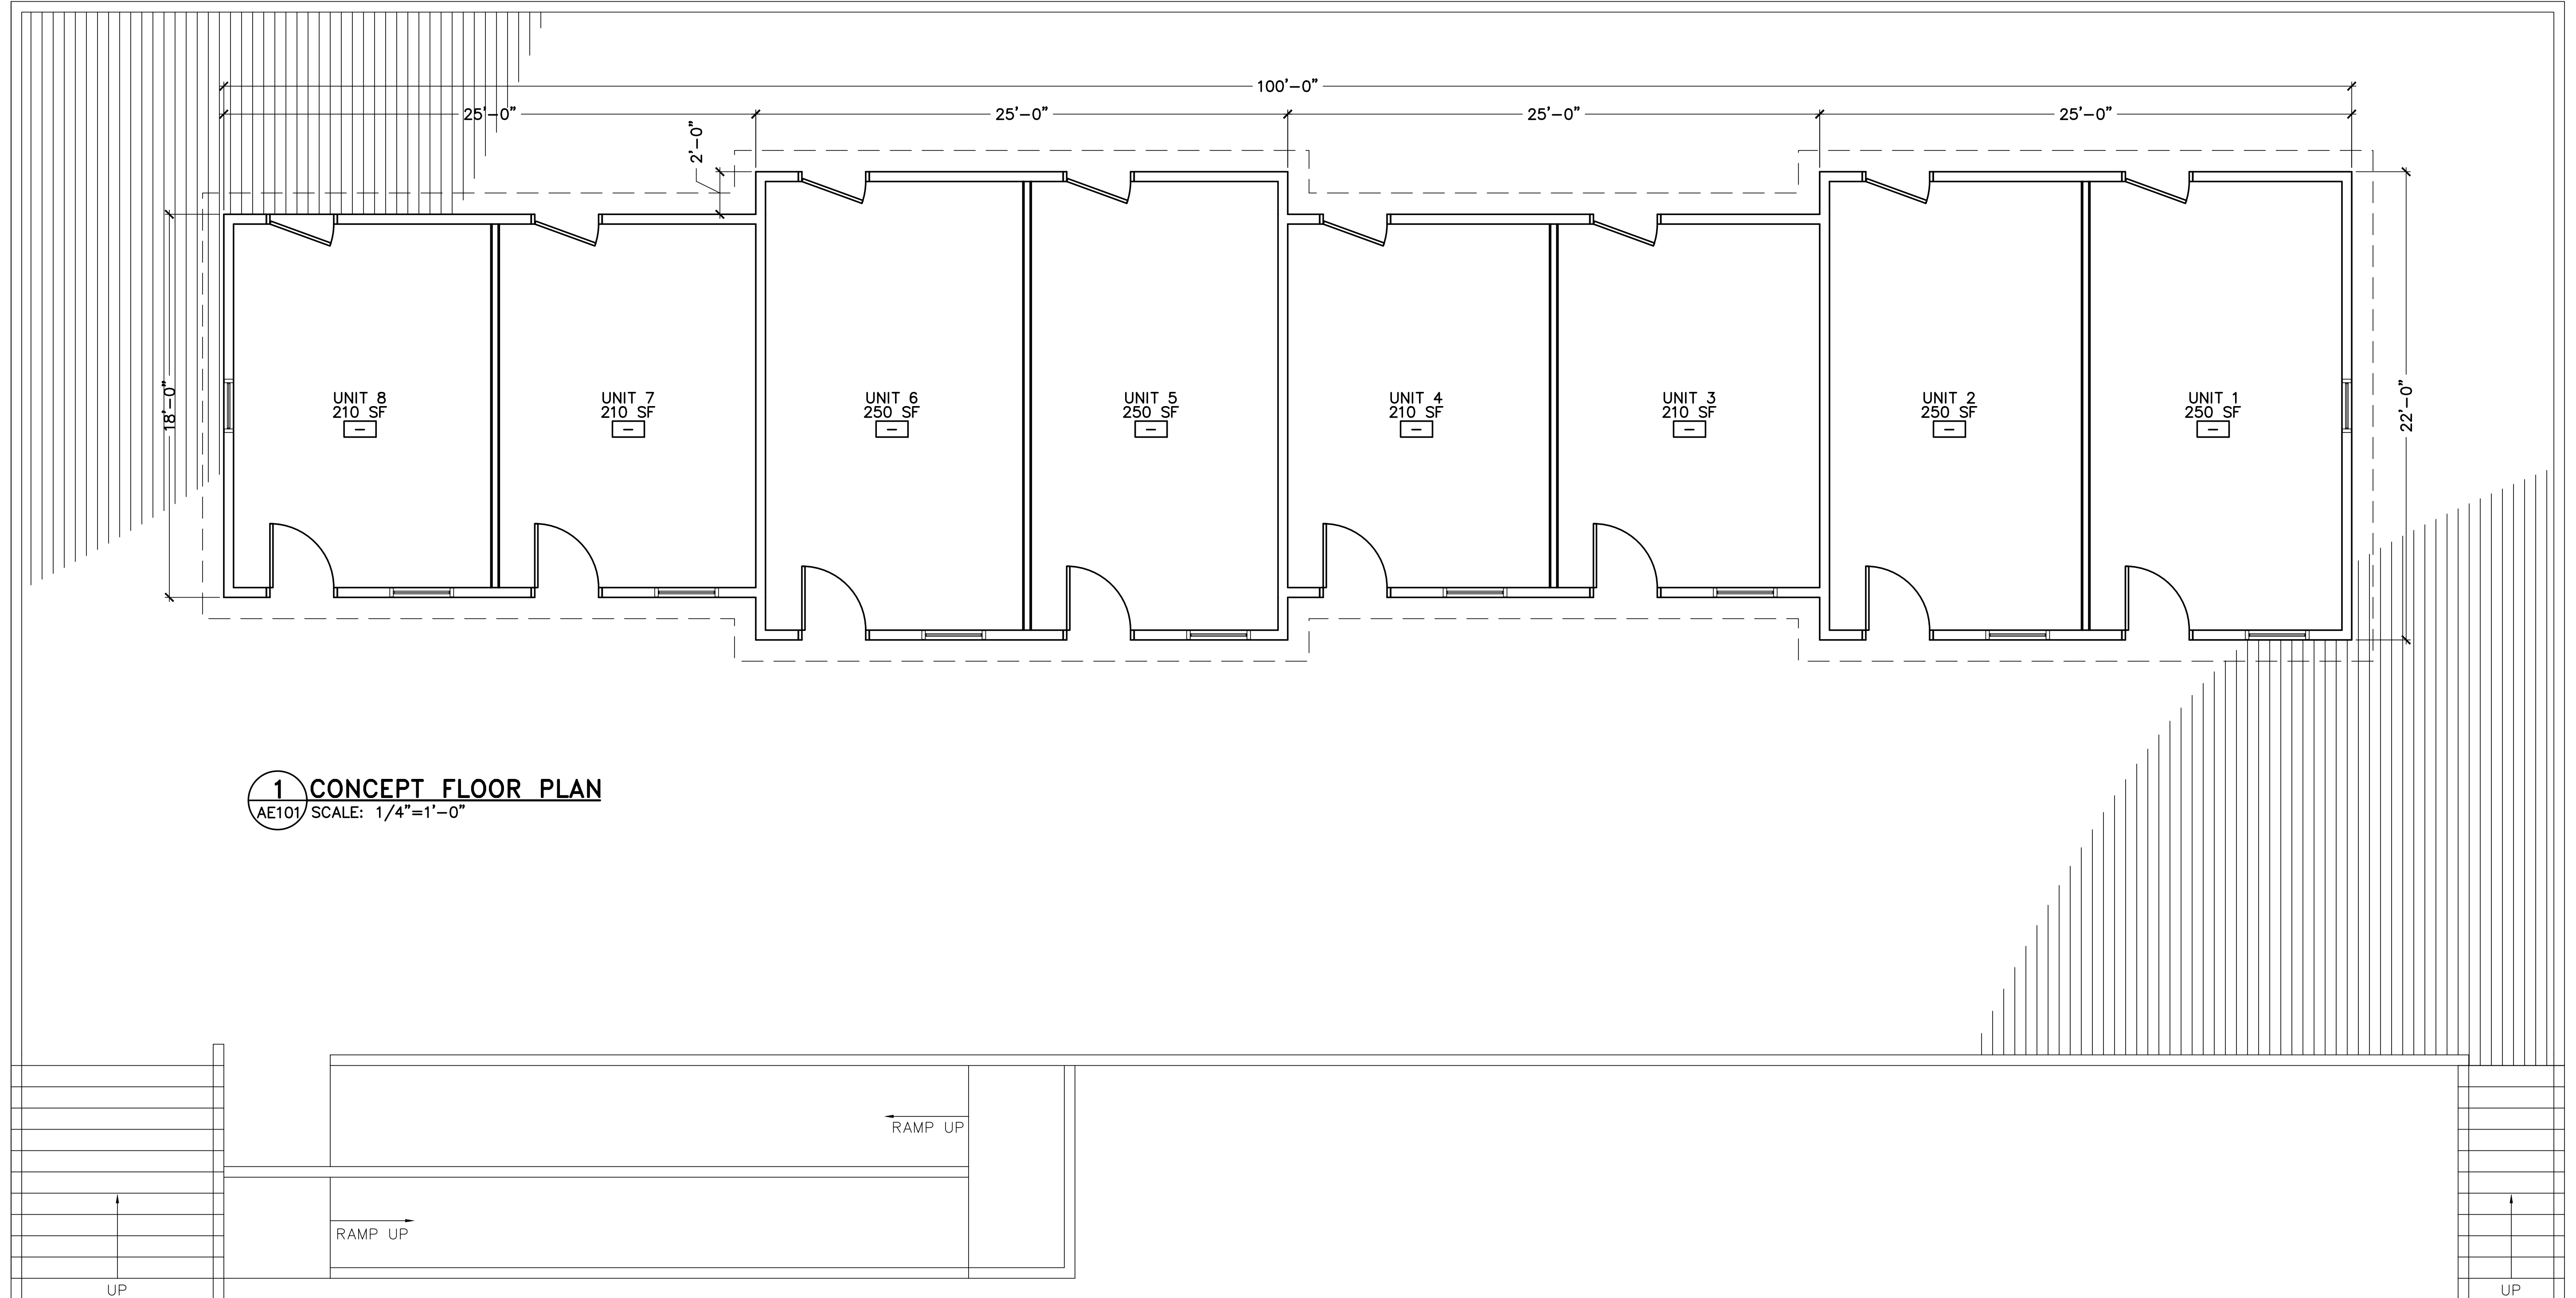 100'-0"
25'-0"
25'-0"
25'-0"
25'-0"
2'-0"
18'-0"
22'-0"
UNIT 8
210 SF
-
UNIT 7
210 SF
-
UNIT 6
250 SF
-
UNIT 5
250 SF
-
UNIT 4
210 SF
-
UNIT 3
210 SF
-
UNIT 2
250 SF
-
UNIT 1
250 SF
-
1
CONCEPT FLOOR PLAN
AE101
SCALE: 1/4"=1'-0"
RAMP UP
RAMP UP
UP
UP